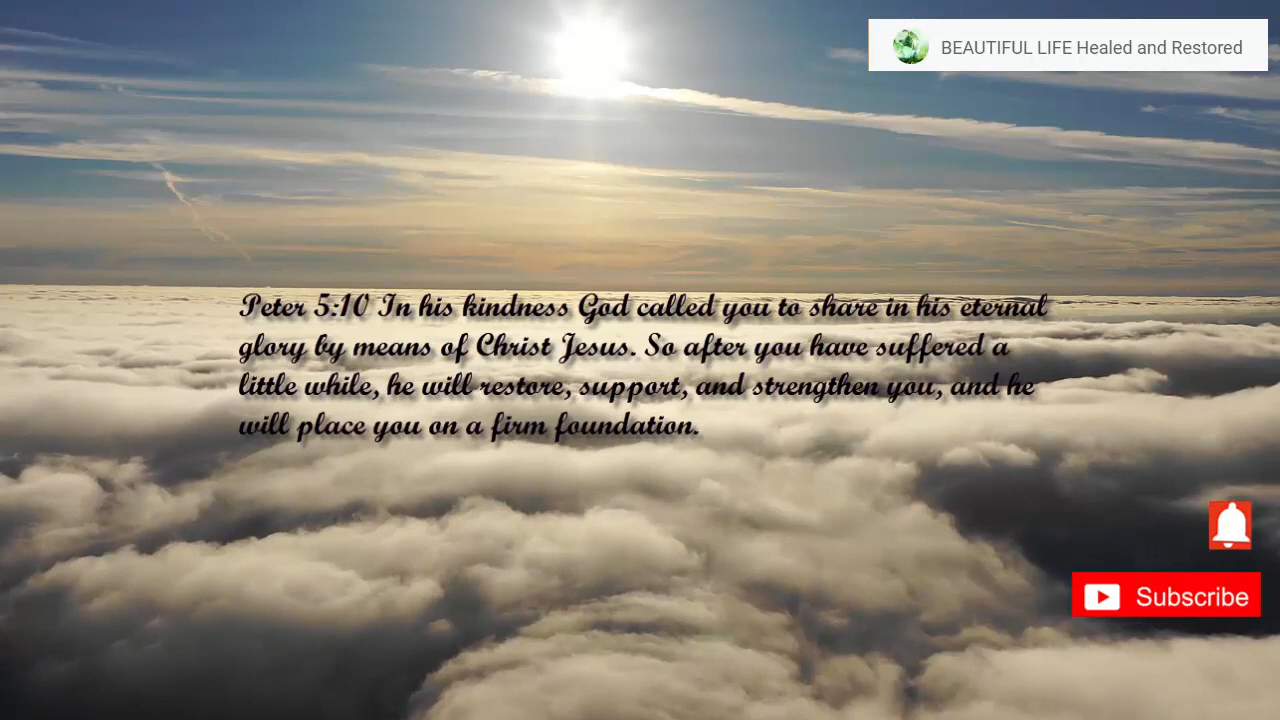 BEAUTIFUL LIFE Healed and Restored
Peter 5:10 In his kindness God called you to share in his eternal
glory by means of Christ Jesus. So after you have suffered a
little while, he will restore, support, and strengthen you, and he
will place you on a firm foundation.
Subscribe